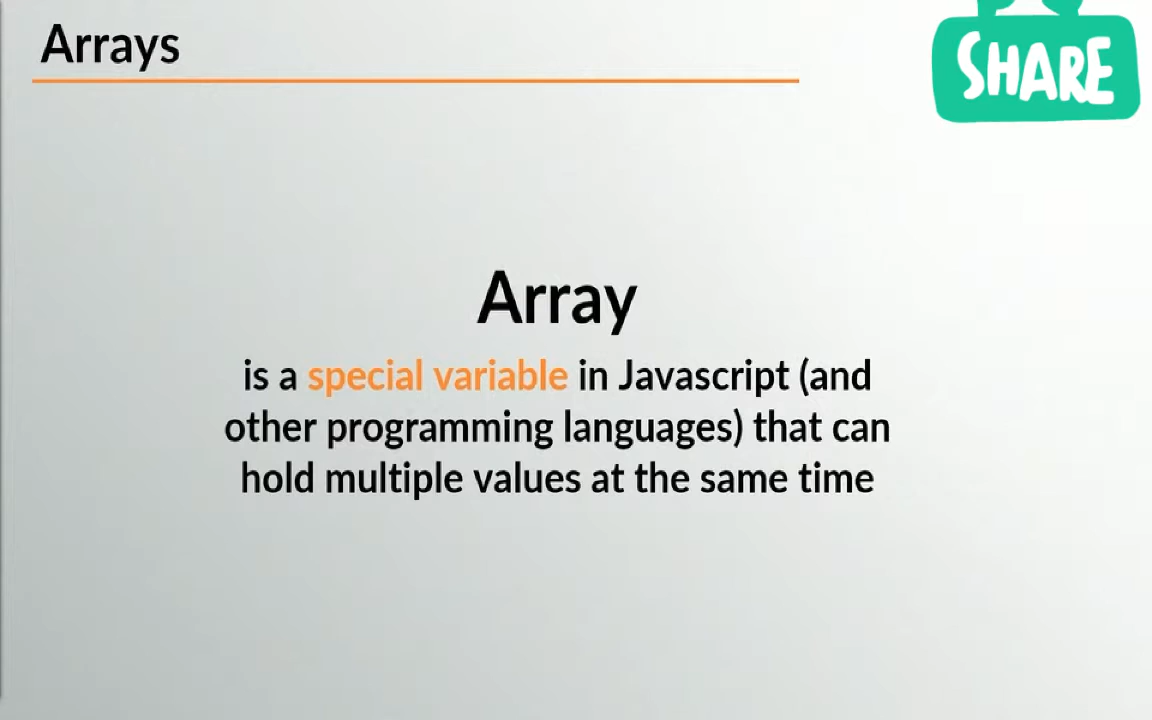 Arrays
SHARE
Array
is a special variable in Javascript (and
other programming languages) that can
hold multiple values at the same time